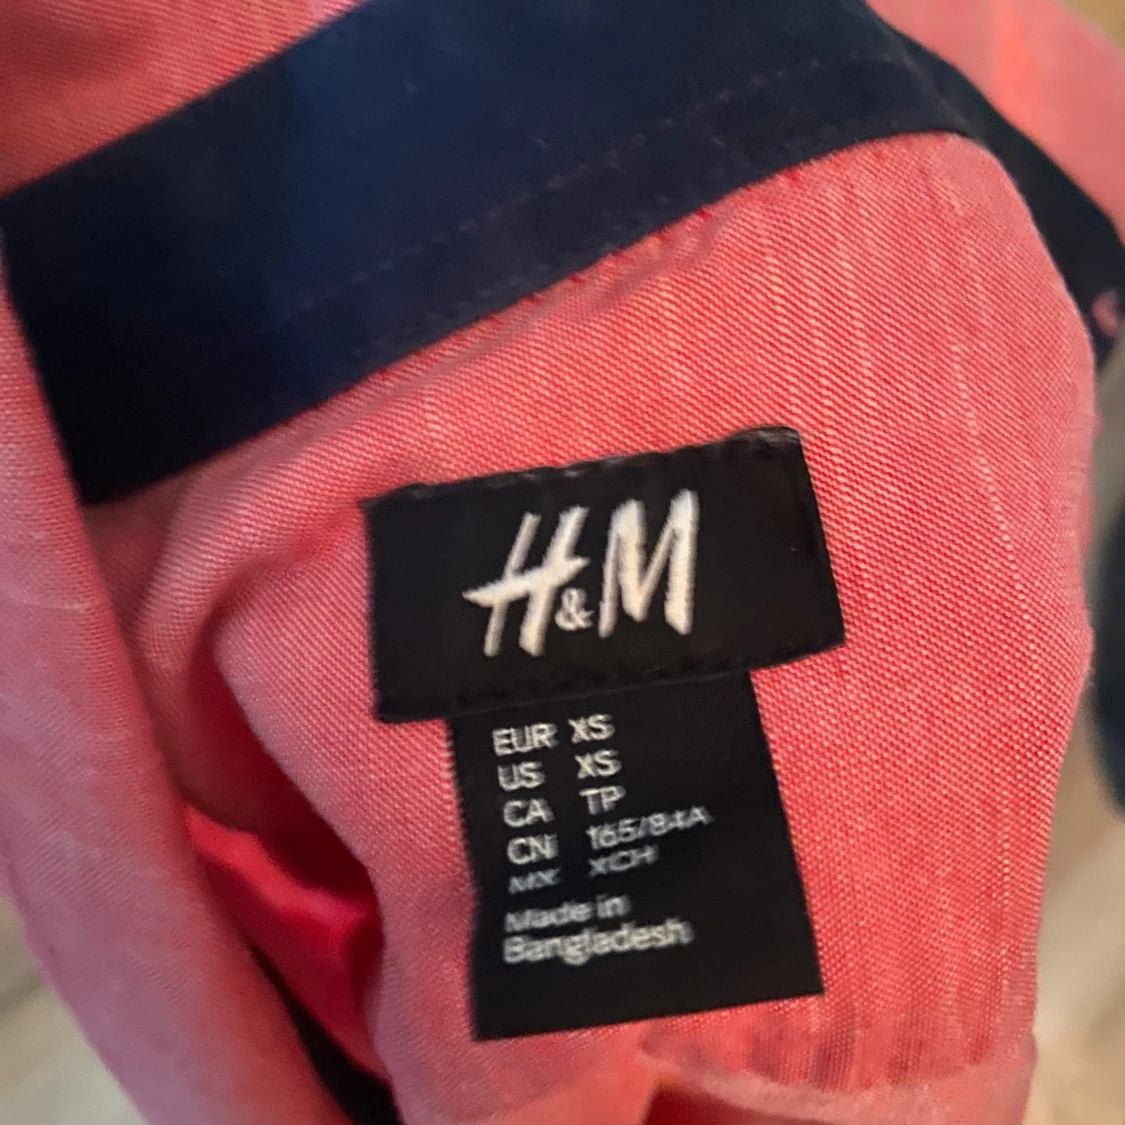 H&M
EUR XS
US XS
CA TP
CN 165/84A
MX XCH
Made in
Bangladesh